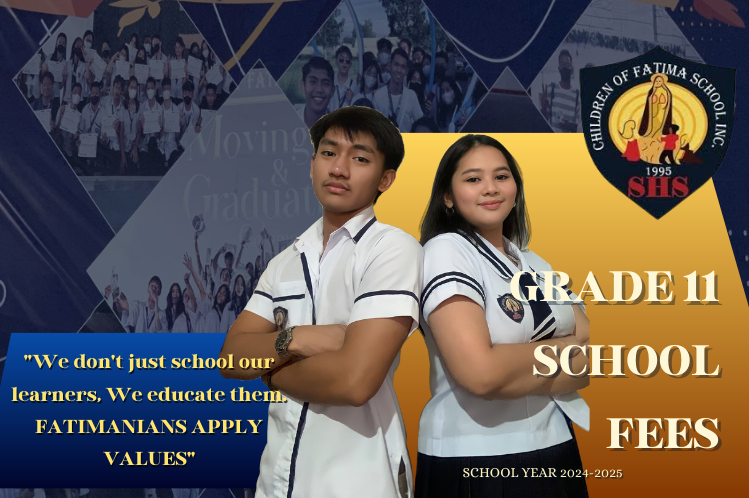 CHILDREN OF FATIMA SCHOOL INC.
1995
SHS
Moving
&
GRADE 11
SCHOOL
FEES
"We don't just school our
learners, We educate them.
FATIMANIANS APPLY
VALUES"
SCHOOL YEAR 2024-2025